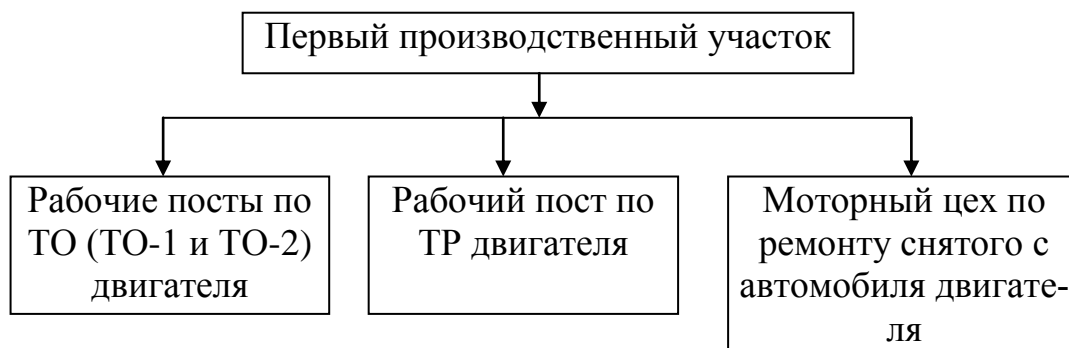 Первый производственный участок
Рабочие посты по
ТО (ТО-1 и ТО-2)
двигателя
Рабочий пост по
ТР двигателя
Моторный цех по
ремонту снятого с
автомобиля двигате-
ля